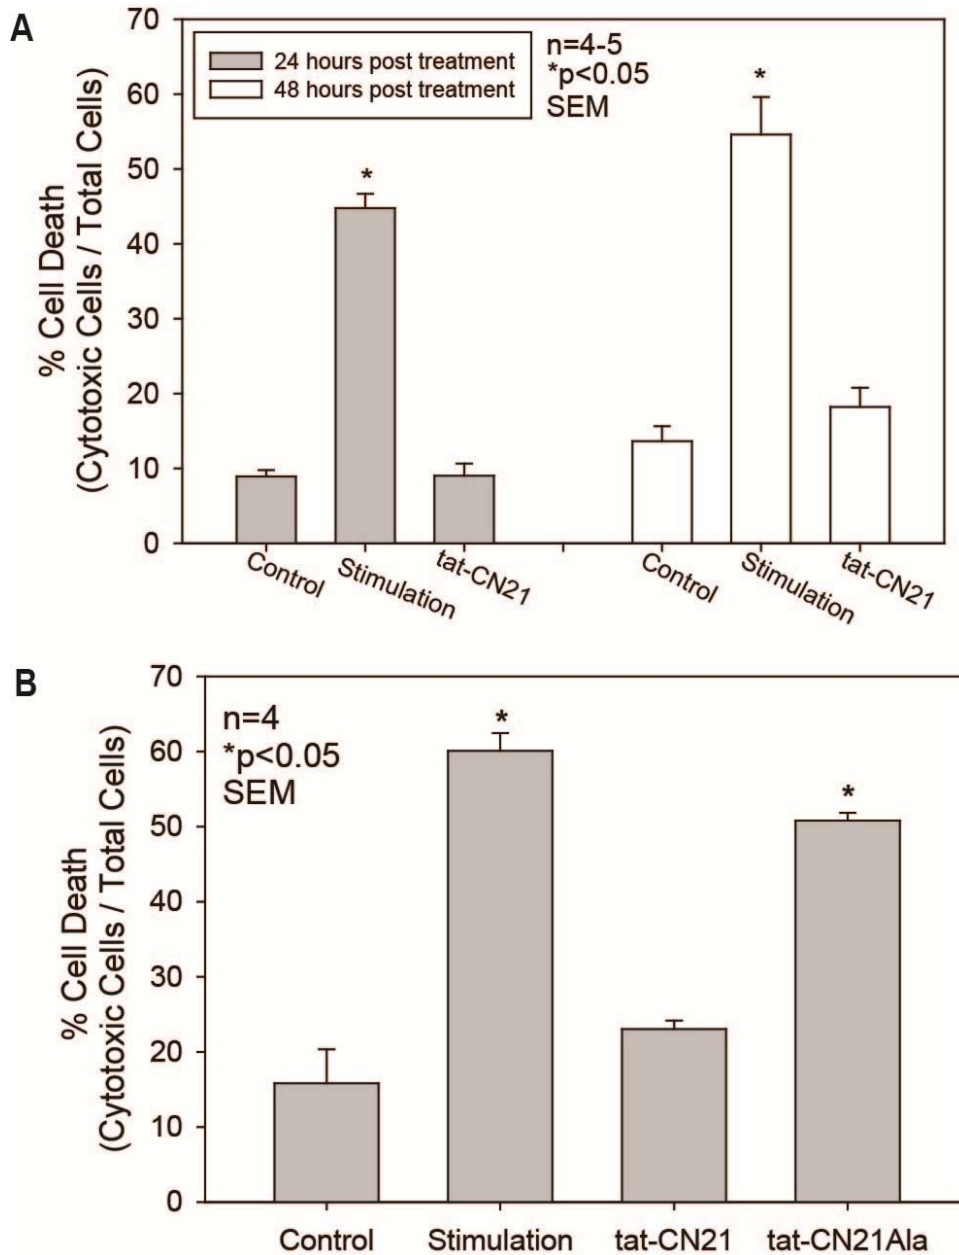 A
% Cell Death
(Cytotoxic Cells / Total Cells)
70
60
50
40
30
20
10
0
24 hours post treatment
48 hours post treatment
n=4-5
*p<0.05
SEM
*
*
Control
Stimulation
tat-CN21
Control
Stimulation
tat-CN21
B
% Cell Death
(Cytotoxic Cells / Total Cells)
70
60
50
40
30
20
10
0
n=4
*p<0.05
SEM
*
*
Control
Stimulation
tat-CN21
tat-CN21Ala